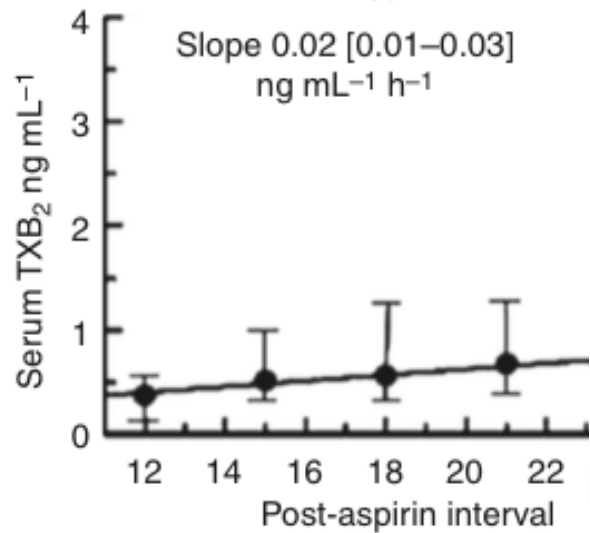 4
Slope 0.02 [0.01–0.03]
ng mL⁻¹ h⁻¹
3
2
1
0
Serum TXB₂ ng mL⁻¹
12 14 16 18 20 22
Post-aspirin interval